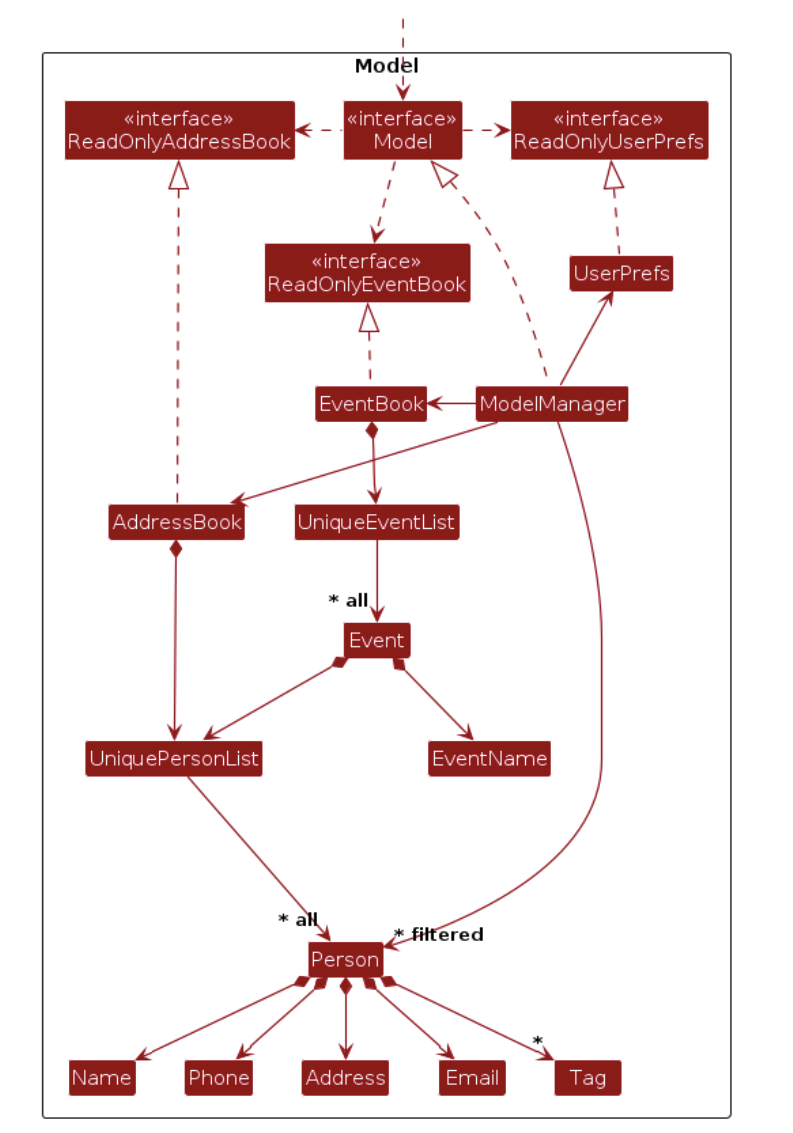 Model
«interface»
ReadOnlyAddressBook
«interface»
Model
«interface»
ReadOnlyUserPrefs
«interface»
ReadOnlyEventBook
UserPrefs
EventBook
ModelManager
AddressBook
UniqueEventList
* all
Event
UniquePersonList
EventName
* all
* filtered
Person
*
Name
Phone
Address
Email
Tag